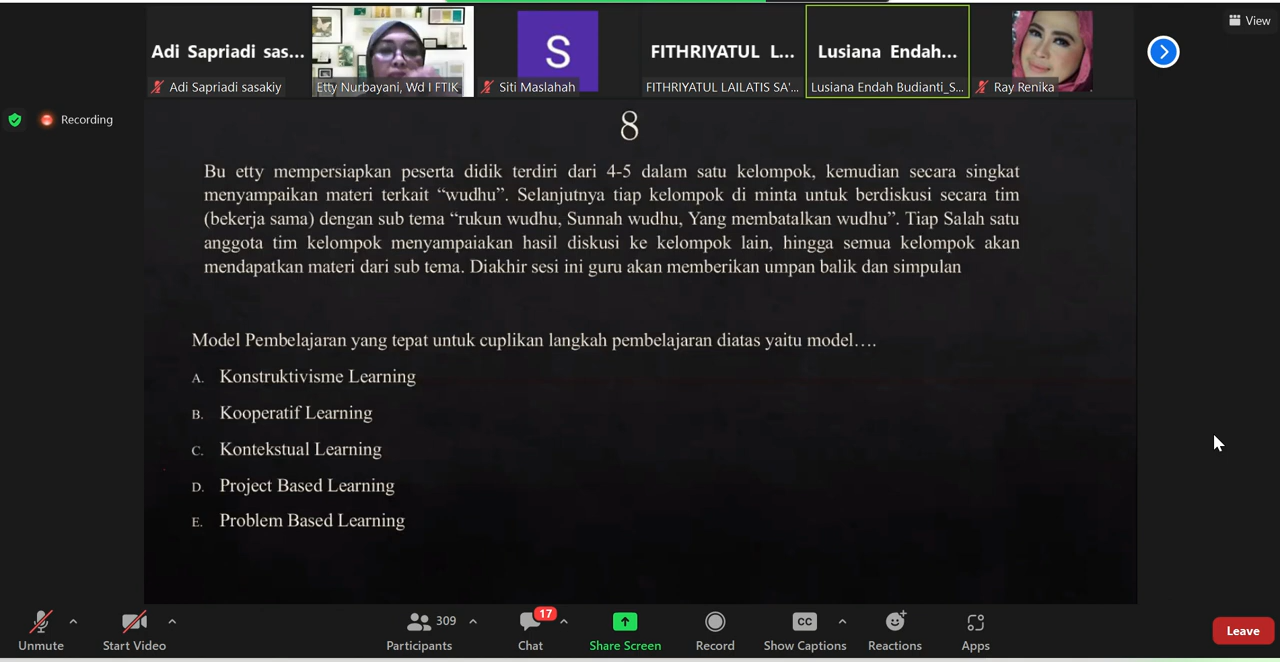 View
Adi Sapriadi sas...
S
FITHRIYATUL L...
Lusiana Endah...
Adi Sapriadi sasakiy
Etty Nurbayani, Wd I FTIK
Siti Maslahah
FITHRIYATUL LAILATIS SA'...
Lusiana Endah Budianti_S...
Ray Renika
Recording
8
Bu etty mempersiapkan peserta didik terdiri dari 4-5 dalam satu kelompok, kemudian secara singkat
menyampaikan materi terkait “wudhu”. Selanjutnya tiap kelompok di minta untuk berdiskusi secara tim
(bekerja sama) dengan sub tema “rukun wudhu, Sunnah wudhu, Yang membatalkan wudhu”. Tiap Salah satu
anggota tim kelompok menyampaiakan hasil diskusi ke kelompok lain, hingga semua kelompok akan
mendapatkan materi dari sub tema. Diakhir sesi ini guru akan memberikan umpan balik dan simpulan
Model Pembelajaran yang tepat untuk cuplikan langkah pembelajaran diatas yaitu model….
A. Konstruktivisme Learning
B. Kooperatif Learning
C. Kontekstual Learning
D. Project Based Learning
E. Problem Based Learning
309
17
CC
Unmute
Start Video
Participants
Chat
Share Screen
Record
Show Captions
Reactions
Apps
Leave